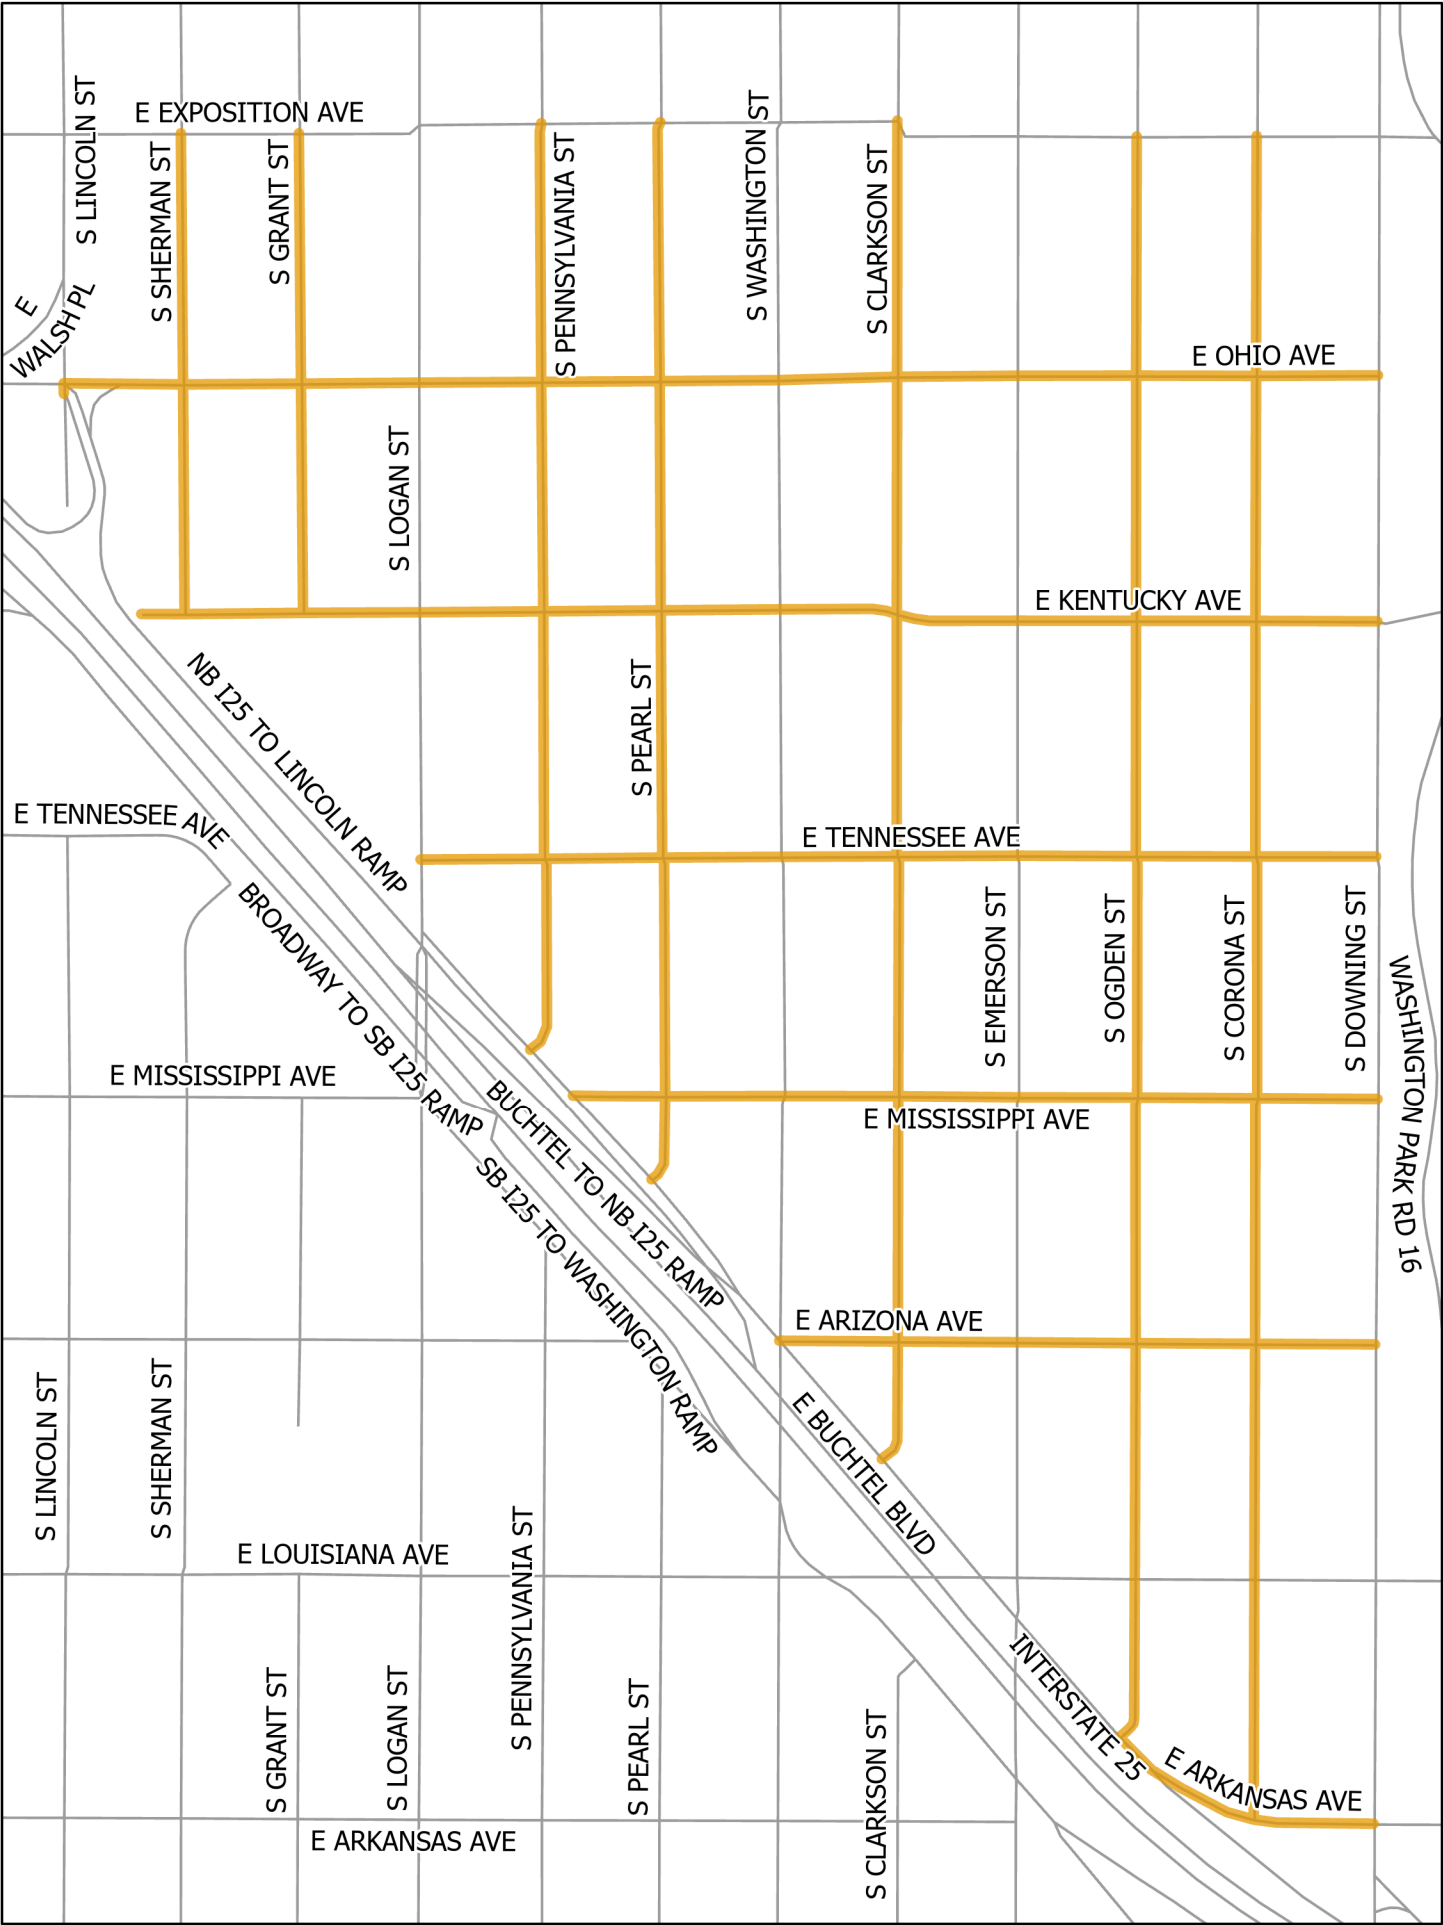 S LINCOLN ST
E EXPOSITION AVE
S SHERMAN ST
S GRANT ST
S PENNSYLVANIA ST
S WASHINGTON ST
S CLARKSON ST
E
WALSH PL
E OHIO AVE
S LOGAN ST
E KENTUCKY AVE
NB I25 TO LINCOLN RAMP
S PEARL ST
E TENNESSEE AVE
E TENNESSEE AVE
BROADWAY TO SB I25 RAMP
S EMERSON ST
S OGDEN ST
S CORONA ST
S DOWNING ST
WASHINGTON PARK RD 16
E MISSISSIPPI AVE
BUCHTEL TO NB I25 RAMP
E MISSISSIPPI AVE
SB I25 TO WASHINGTON RAMP
E ARIZONA AVE
S LINCOLN ST
S SHERMAN ST
E BUCHTEL BLVD
E LOUISIANA AVE
S PENNSYLVANIA ST
INTERSTATE 25
S GRANT ST
S LOGAN ST
S PEARL ST
S CLARKSON ST
E ARKANSAS AVE
E ARKANSAS AVE